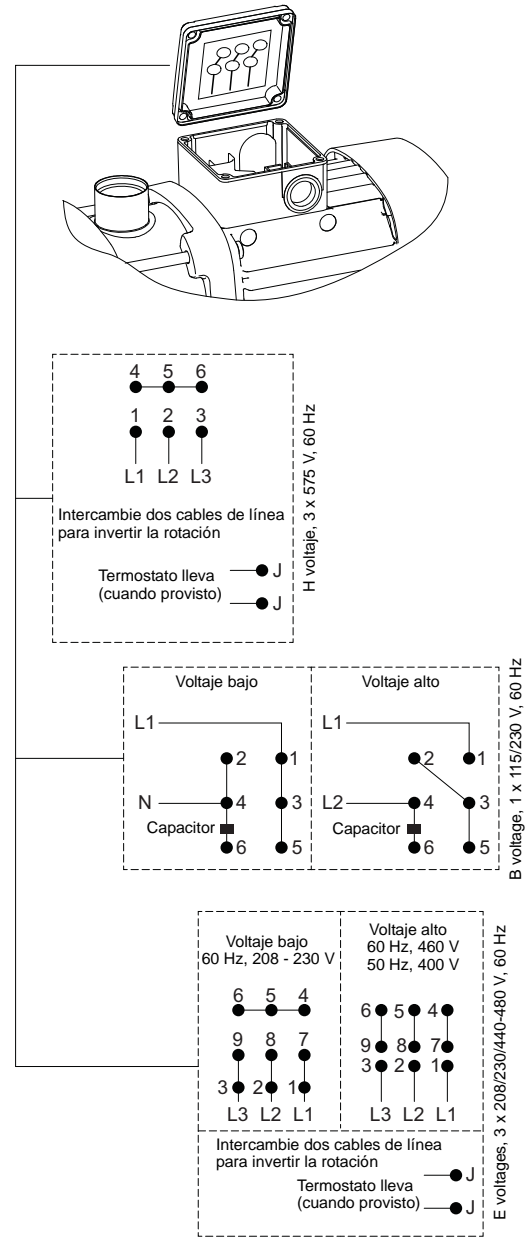 4 5 6
1 2 3
L1 L2 L3
Intercambie dos cables de línea
para invertir la rotación
Termostato lleva
(cuando provisto)
J
J
H voltaje, 3 x 575 V, 60 Hz
Voltaje bajo
L1
2 1
N 4 3
Capacitor
6 5
Voltaje alto
L1
2 1
L2 4 3
Capacitor
6 5
B voltage, 1 x 115/230 V, 60 Hz
Voltaje bajo
60 Hz, 208 - 230 V
6 5 4
9 8 7
3 2 1
L3 L2 L1
Voltaje alto
60 Hz, 460 V
50 Hz, 400 V
6 5 4
9 8 7
3 2 1
L3 L2 L1
Intercambie dos cables de línea
para invertir la rotación
Termostato lleva
(cuando provisto)
J
J
E voltages, 3 x 208/230/440-480 V, 60 Hz